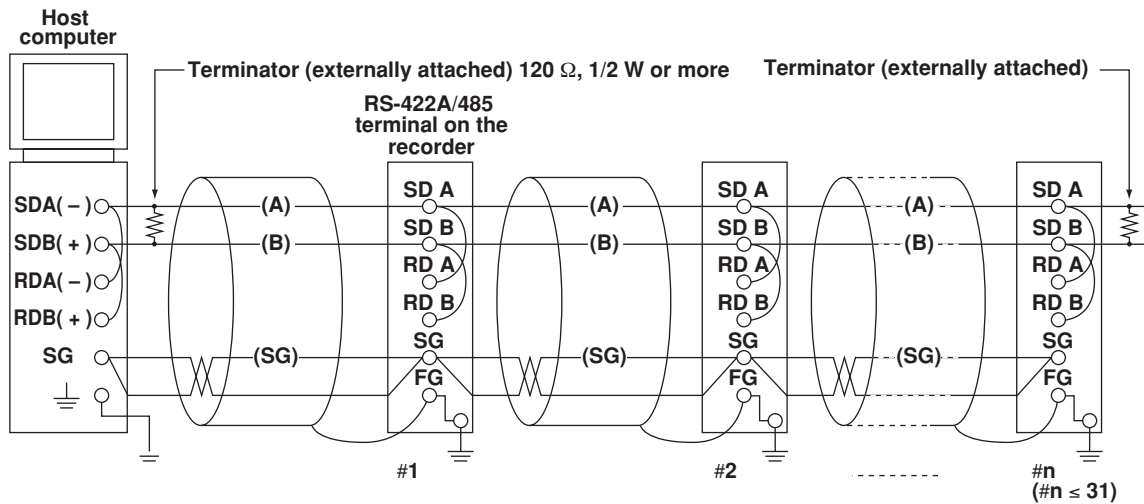 Host
computer
Terminator (externally attached) 120 Ω, 1/2 W or more
Terminator (externally attached)
RS-422A/485
terminal on the
recorder
SDA( – )
SDB( + )
RDA( – )
RDB( + )
SG
(A)
(B)
(SG)
SD A
SD B
RD A
RD B
SG
FG
#1
(A)
(B)
(SG)
SD A
SD B
RD A
RD B
SG
FG
#2
(A)
(B)
(SG)
SD A
SD B
RD A
RD B
SG
FG
#n
(#n ≤ 31)